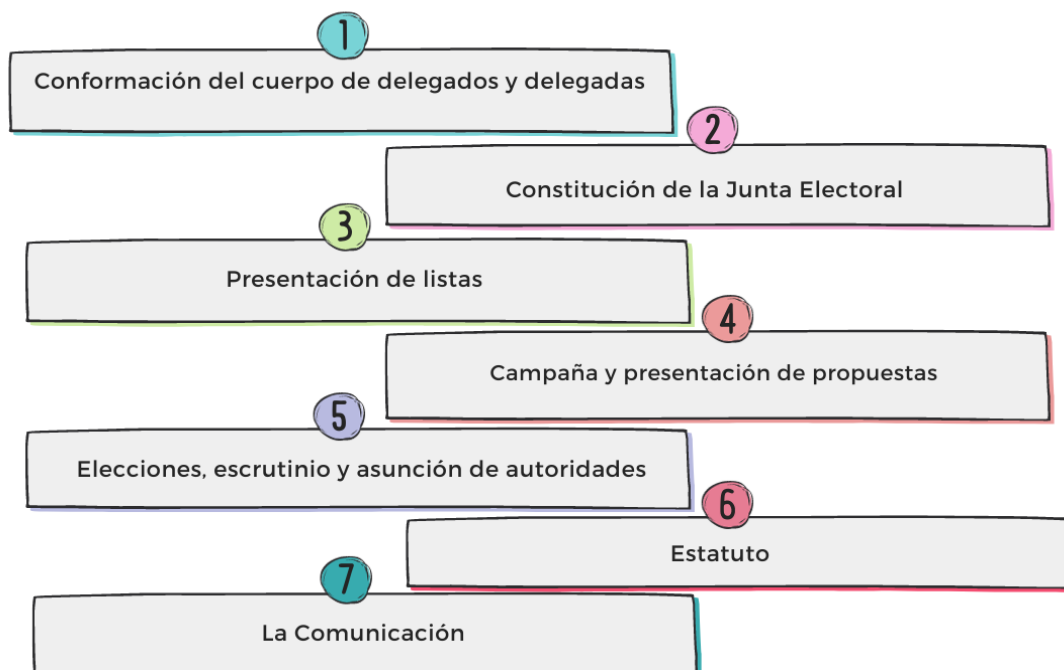 1
Conformación del cuerpo de delegados y delegadas
2
Constitución de la Junta Electoral
3
Presentación de listas
4
Campaña y presentación de propuestas
5
Elecciones, escrutinio y asunción de autoridades
6
Estatuto
7
La Comunicación